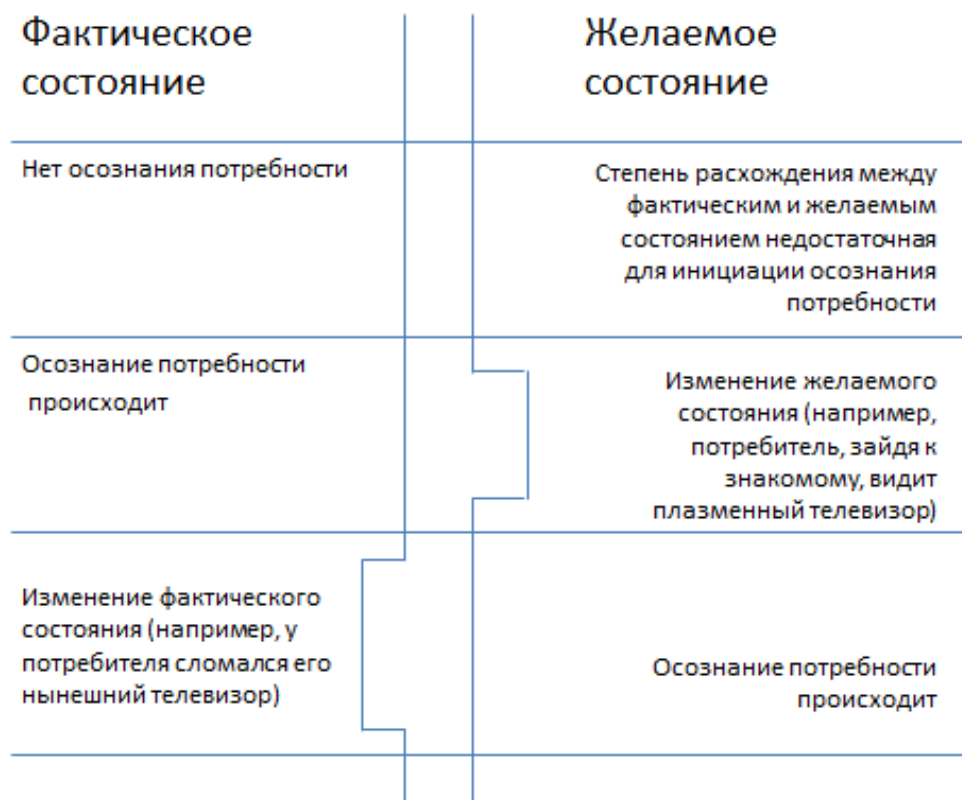 Фактическое
состояние
Желаемое
состояние
Нет осознания потребности
Степень расхождения между
фактическим и желаемым
состоянием недостаточная
для инициации осознания
потребности
Осознание потребности
происходит
Изменение желаемого
состояния (например,
потребитель, зайдя к
знакомому, видит
плазменный телевизор)
Изменение фактического
состояния (например, у
потребителя сломался его
нынешний телевизор)
Осознание потребности
происходит